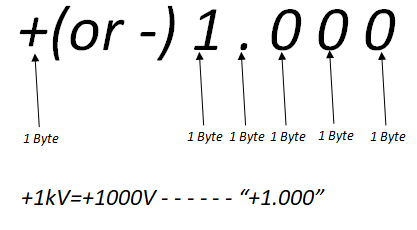 +(or -) 1 . 0 0 0
1 Byte 1 Byte 1 Byte 1 Byte 1 Byte 1 Byte
+1kV=+1000V - - - - - - “+1.000”